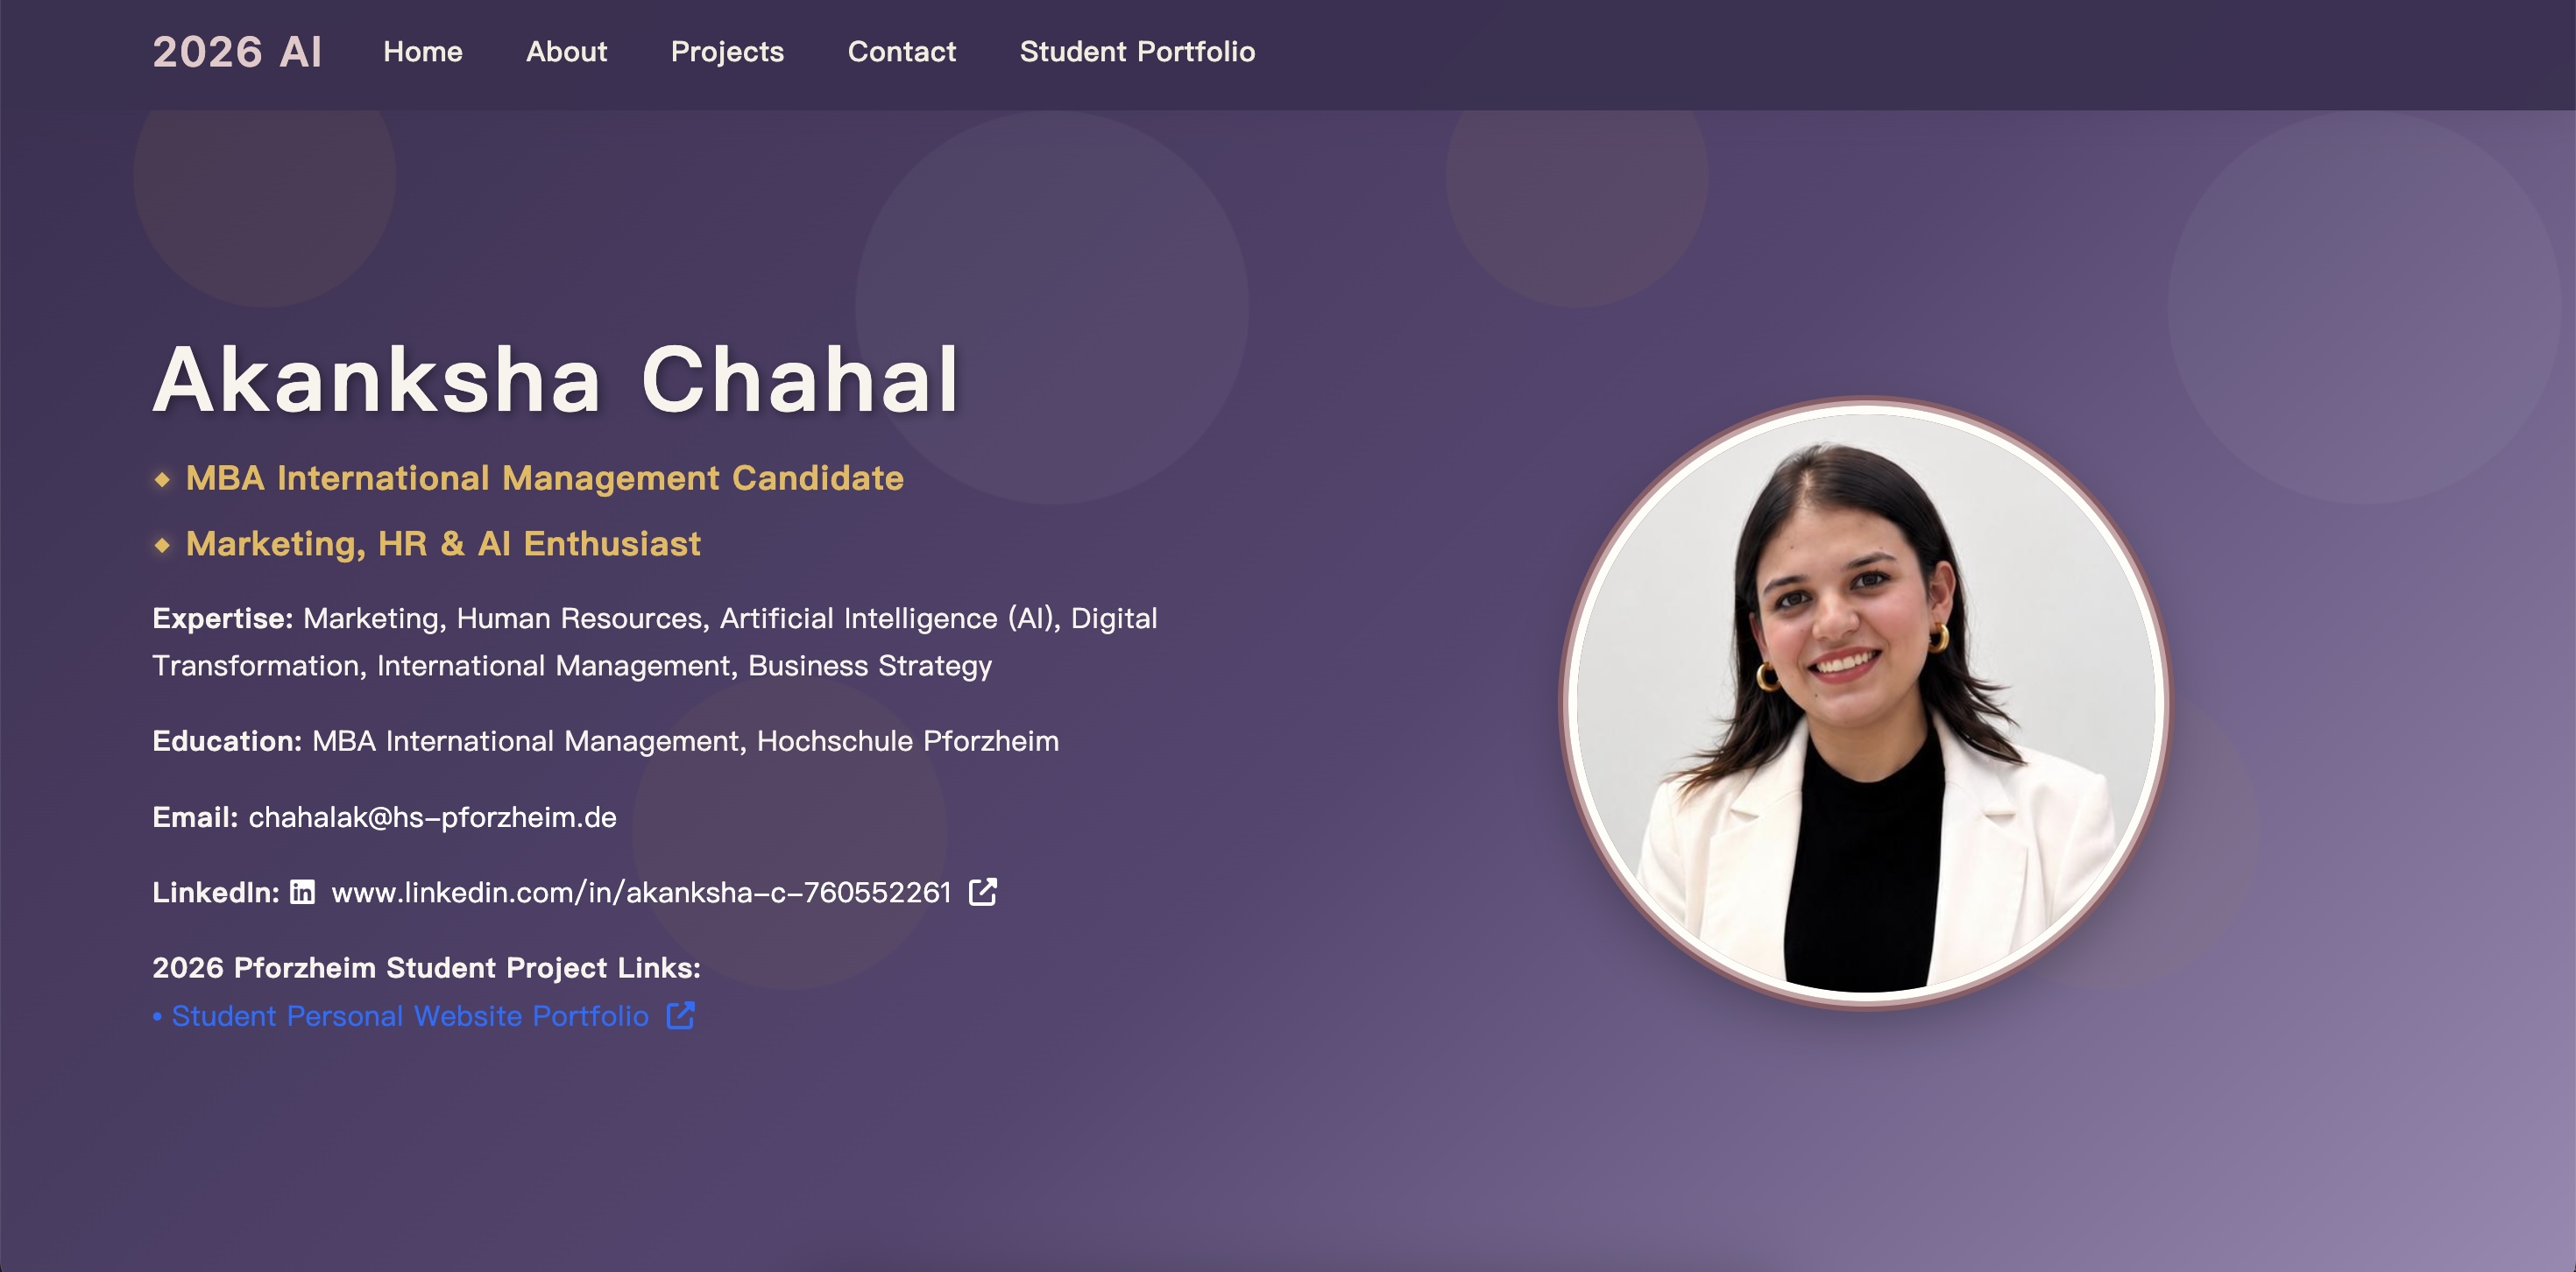 2026 AI Home About Projects Contact Student Portfolio
Akanksha Chahal
◆ MBA International Management Candidate
◆ Marketing, HR & AI Enthusiast
Expertise: Marketing, Human Resources, Artificial Intelligence (AI), Digital
Transformation, International Management, Business Strategy
Education: MBA International Management, Hochschule Pforzheim
Email: chahalak@hs-pforzheim.de
LinkedIn: in www.linkedin.com/in/akanksha-c-760552261
2026 Pforzheim Student Project Links:
• Student Personal Website Portfolio